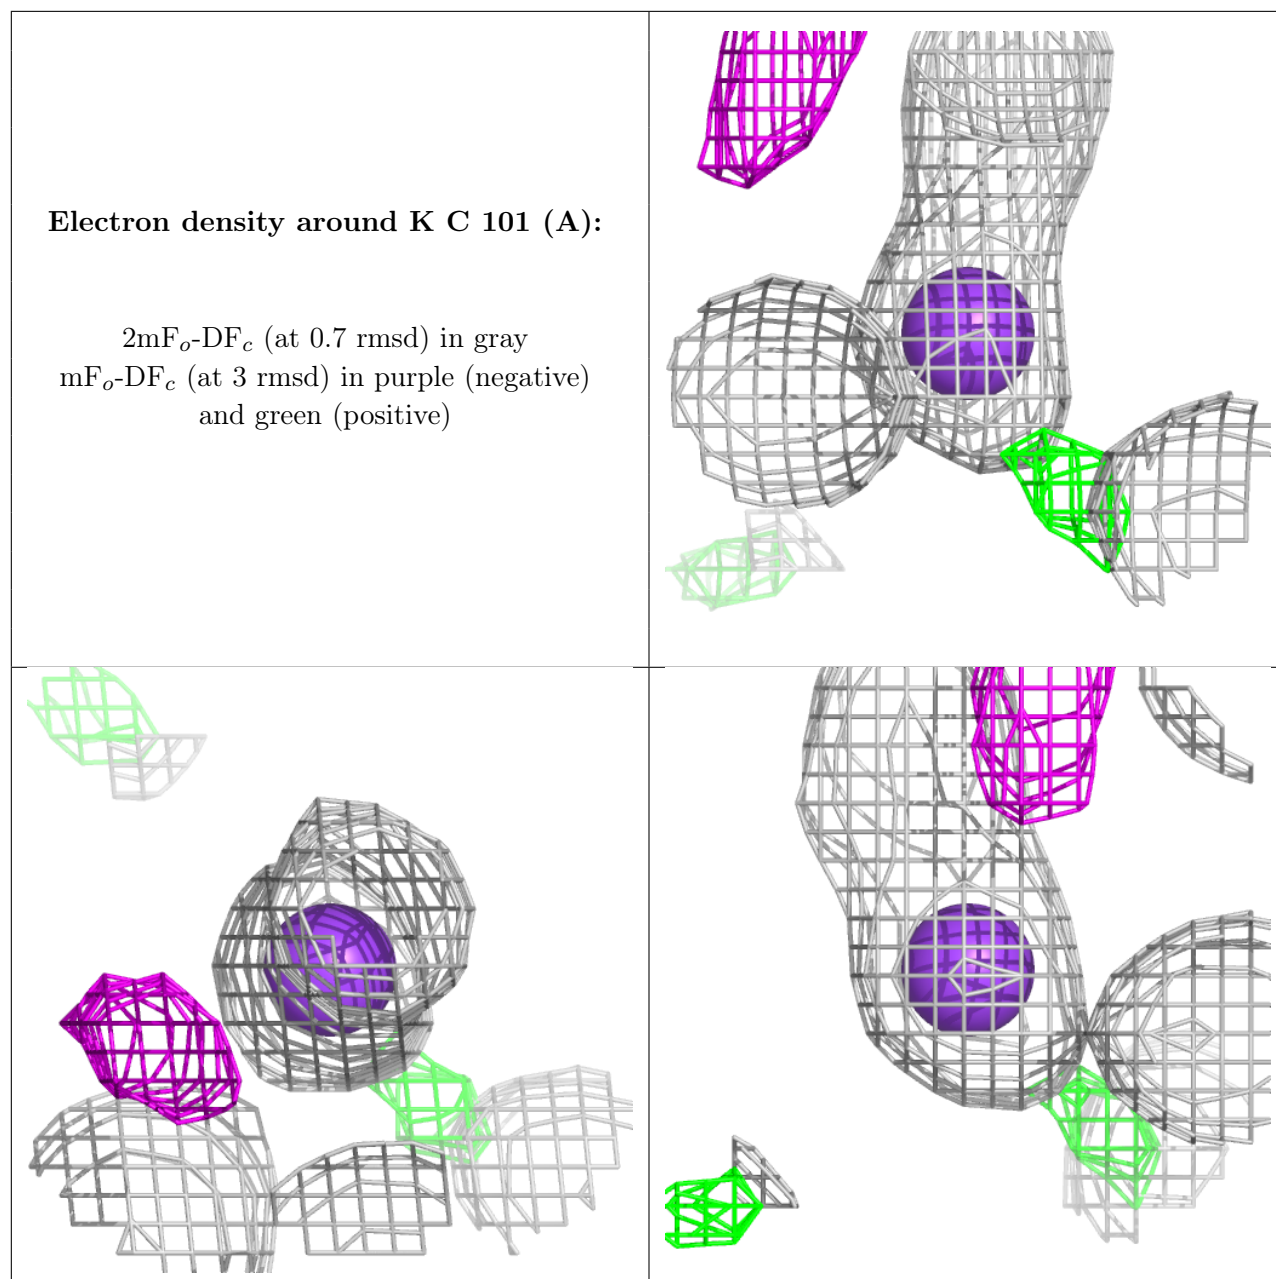 Electron density around K C 101 (A):
2mFo-DFc (at 0.7 rmsd) in gray
mFo-DFc (at 3 rmsd) in purple (negative)
and green (positive)